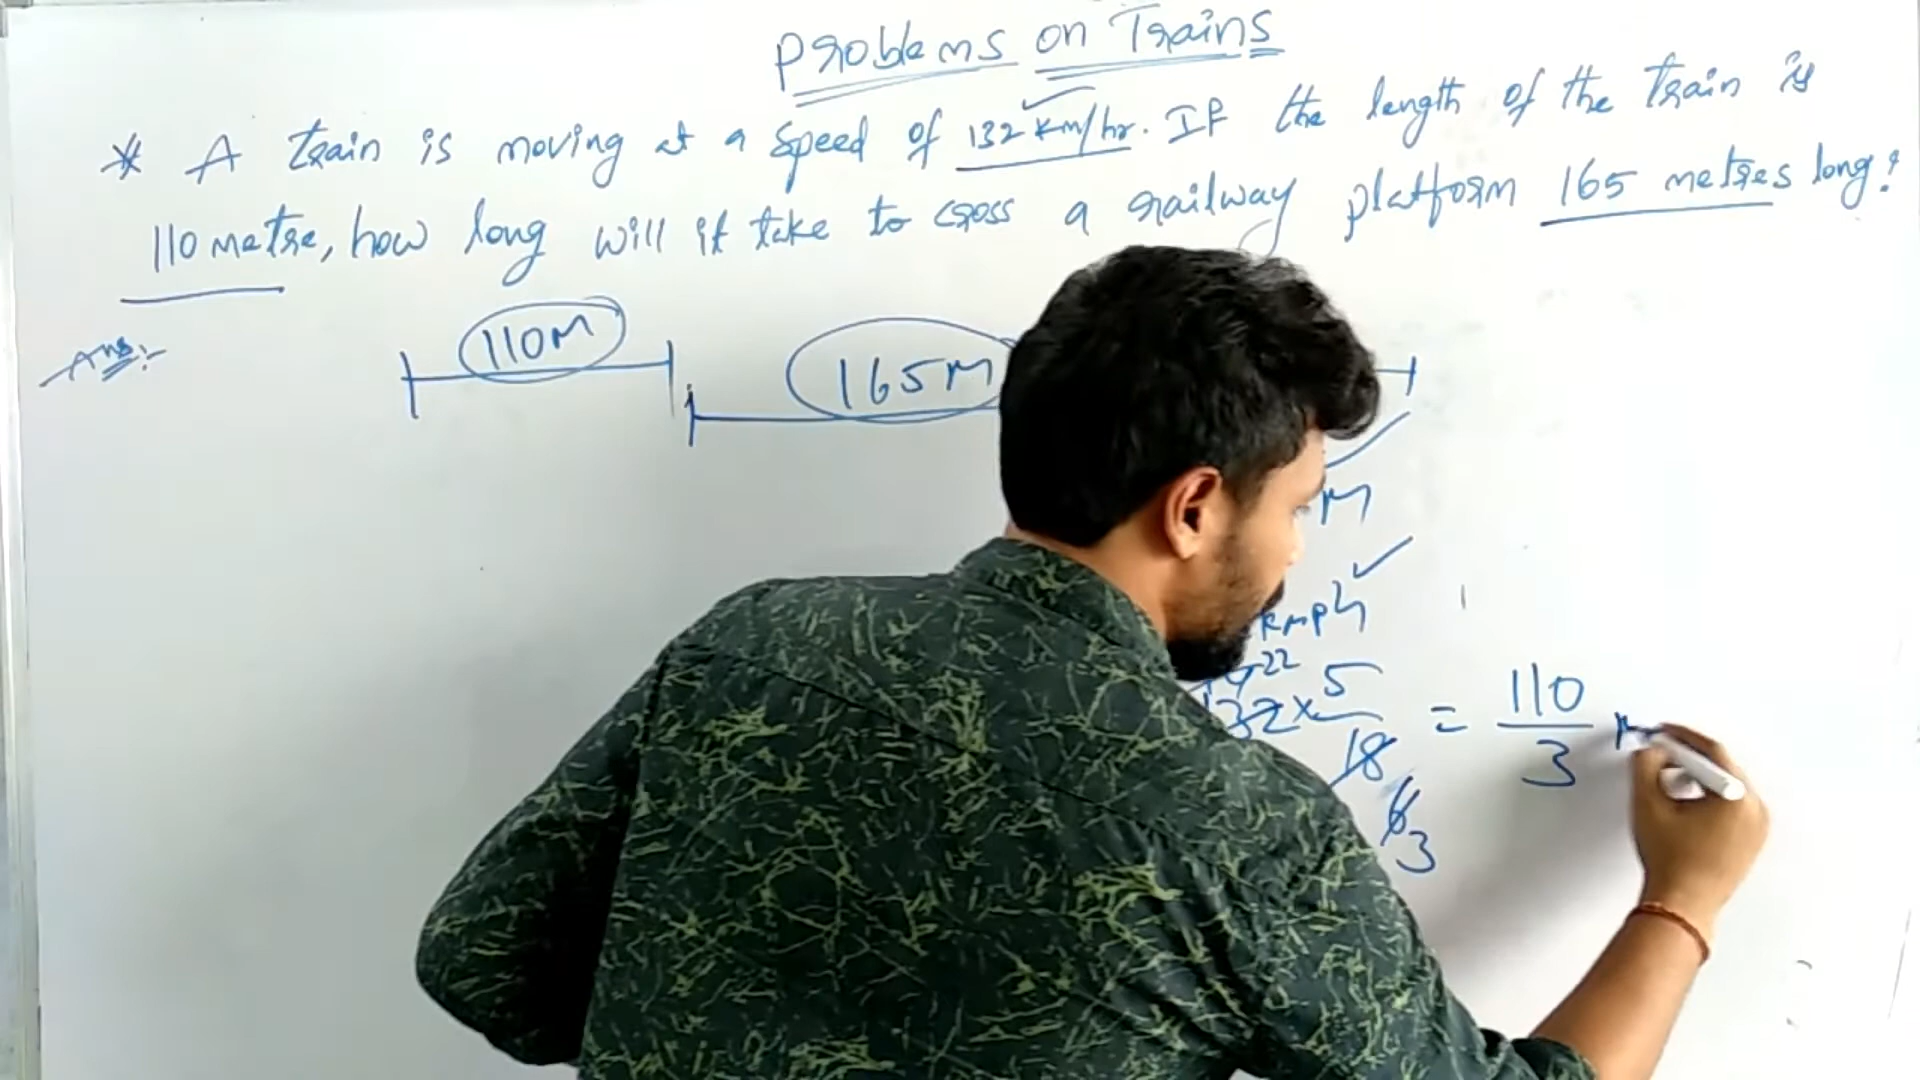 Problems on Trains
* A train is moving at a speed of 132 km/hr. If the length of the train is
110 metre, how long will it take to cross a railway platform 165 metres long?
Ans:-
110M
165M
M
kmph
22
132 × 5
18
= 110
3
6
3